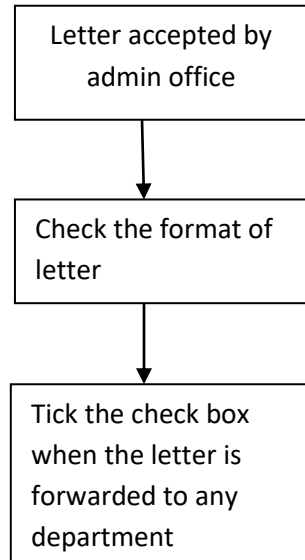 Letter accepted by
admin office
Check the format of
letter
Tick the check box
when the letter is
forwarded to any
department